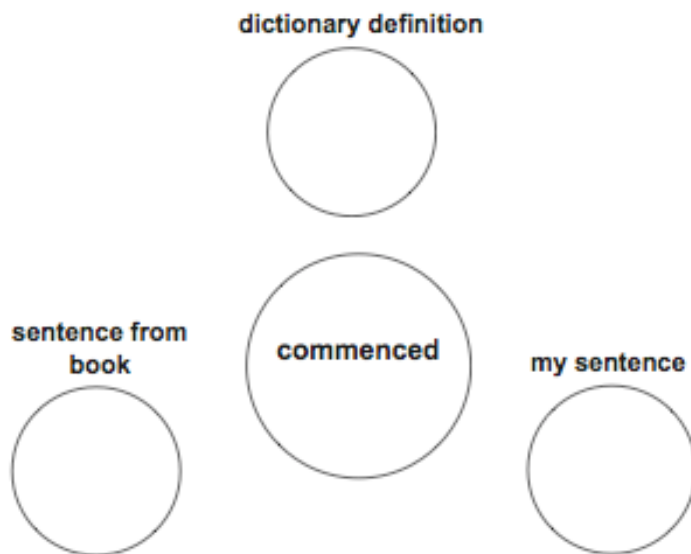 dictionary definition
sentence from
book
commenced
my sentence